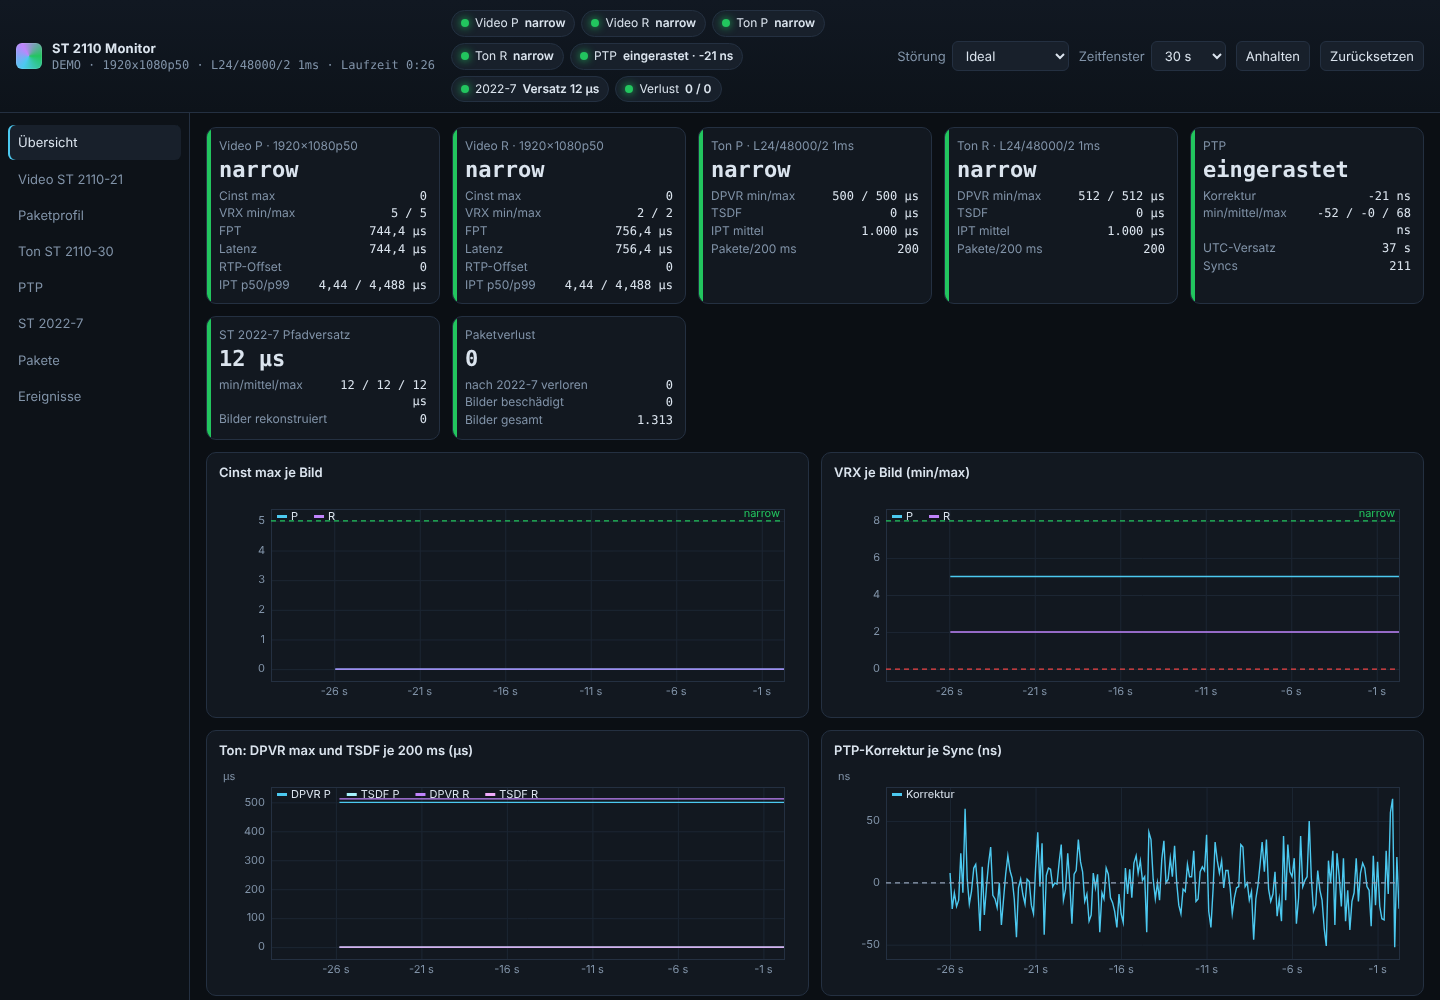 ST 2110 Monitor
DEMO · 1920x1080p50 · L24/48000/2 1ms · Laufzeit 0:26
Video P narrow
Video R narrow
Ton P narrow
Ton R narrow
PTP eingerastet · -21 ns
2022-7 Versatz 12 µs
Verlust 0 / 0
Störung Ideal
Zeitfenster 30 s
Anhalten
Zurücksetzen
Übersicht
Video ST 2110-21
Paketprofil
Ton ST 2110-30
PTP
ST 2022-7
Pakete
Ereignisse
Video P · 1920×1080p50
narrow
Cinst max 0
VRX min/max 5 / 5
FPT 744,4 µs
Latenz 744,4 µs
RTP-Offset 0
IPT p50/p99 4,44 / 4,488 µs
Video R · 1920×1080p50
narrow
Cinst max 0
VRX min/max 2 / 2
FPT 756,4 µs
Latenz 756,4 µs
RTP-Offset 0
IPT p50/p99 4,44 / 4,488 µs
Ton P · L24/48000/2 1ms
narrow
DPVR min/max 500 / 500 µs
TSDF 0 µs
IPT mittel 1.000 µs
Pakete/200 ms 200
Ton R · L24/48000/2 1ms
narrow
DPVR min/max 512 / 512 µs
TSDF 0 µs
IPT mittel 1.000 µs
Pakete/200 ms 200
PTP
eingerastet
Korrektur -21 ns
min/mittel/max -52 / -0 / 68
ns
UTC-Versatz 37 s
Syncs 211
ST 2022-7 Pfadversatz
12 µs
min/mittel/max 12 / 12 / 12
µs
Bilder rekonstruiert 0
Paketverlust
0
nach 2022-7 verloren 0
Bilder beschädigt 0
Bilder gesamt 1.313
Cinst max je Bild
P R
narrow
5
4
3
2
1
0
-26 s -21 s -16 s -11 s -6 s -1 s
VRX je Bild (min/max)
P R
narrow
8
6
4
2
0
-26 s -21 s -16 s -11 s -6 s -1 s
Ton: DPVR max und TSDF je 200 ms (µs)
µs
DPVR P TSDF P DPVR R TSDF R
500
400
300
200
100
0
-26 s -21 s -16 s -11 s -6 s -1 s
PTP-Korrektur je Sync (ns)
ns
Korrektur
50
0
-50
-26 s -21 s -16 s -11 s -6 s -1 s